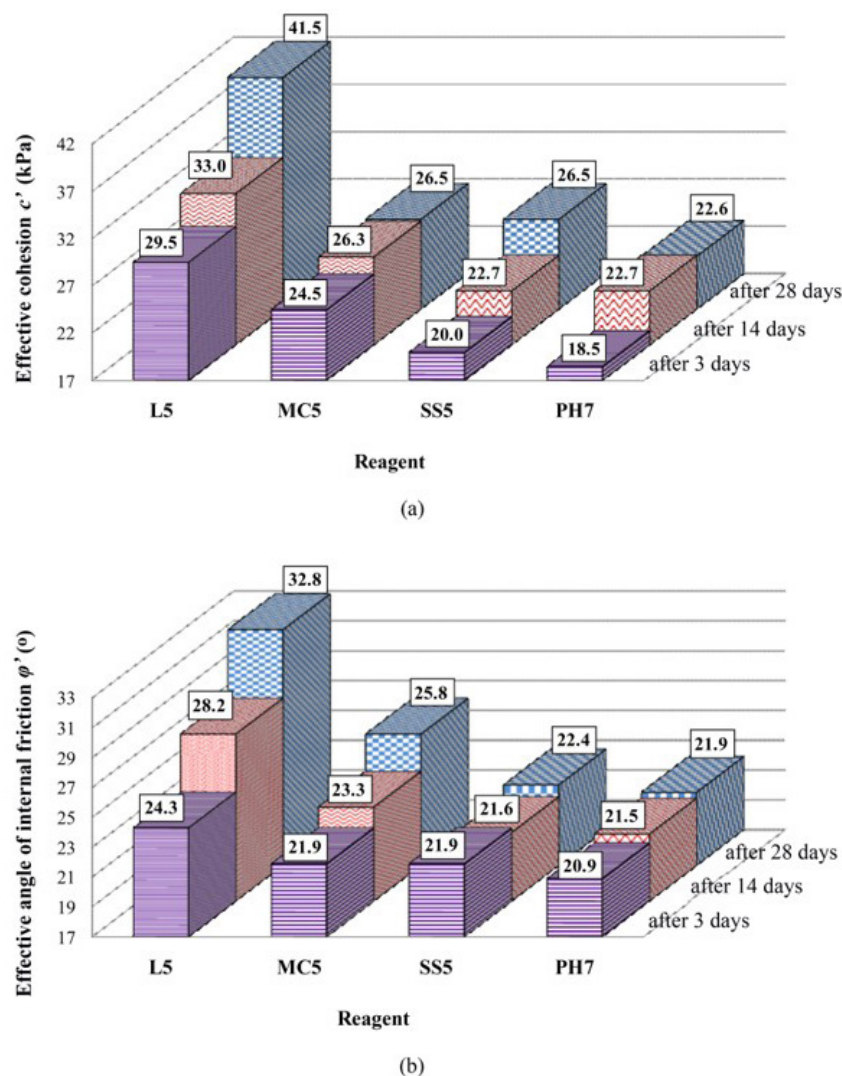 41.5
42
33.0
37
26.5
26.5
29.5
22.6
32
26.3
24.5
22.7
22.7
27
20.0
18.5
after 28 days
22
after 14 days
after 3 days
17
Effective cohesion c’ (kPa)
L5 MC5 SS5 PH7
Reagent
(a)
32.8
33
28.2
25.8
31
24.3
23.3
22.4
21.9
29
21.9
21.9
21.6
21.5
27
20.9
25
23
after 28 days
21
after 14 days
19
after 3 days
17
Effective angle of internal friction φ’ (o)
L5 MC5 SS5 PH7
Reagent
(b)